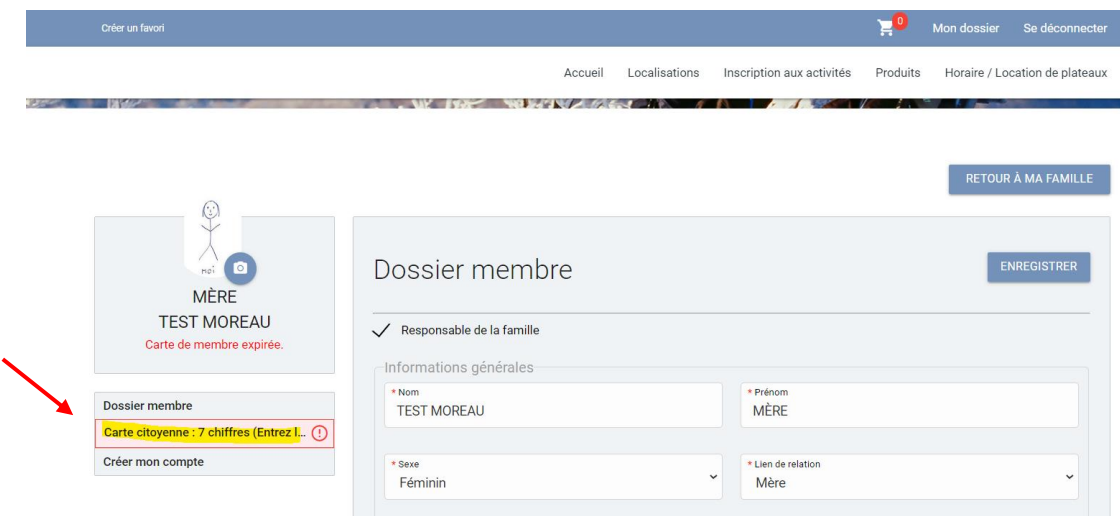 Créer un favori
0
Mon dossier
Se déconnecter
Accueil
Localisations
Inscription aux activités
Produits
Horaire / Location de plateaux
RETOUR À MA FAMILLE
moi
MÈRE
TEST MOREAU
Carte de membre expirée.
Dossier membre
Carte citoyenne : 7 chiffres (Entrez l...
Créer mon compte
Dossier membre
ENREGISTRER
Responsable de la famille
Informations générales
* Nom
TEST MOREAU
* Prénom
MÈRE
* Sexe
Féminin
* Lien de relation
Mère